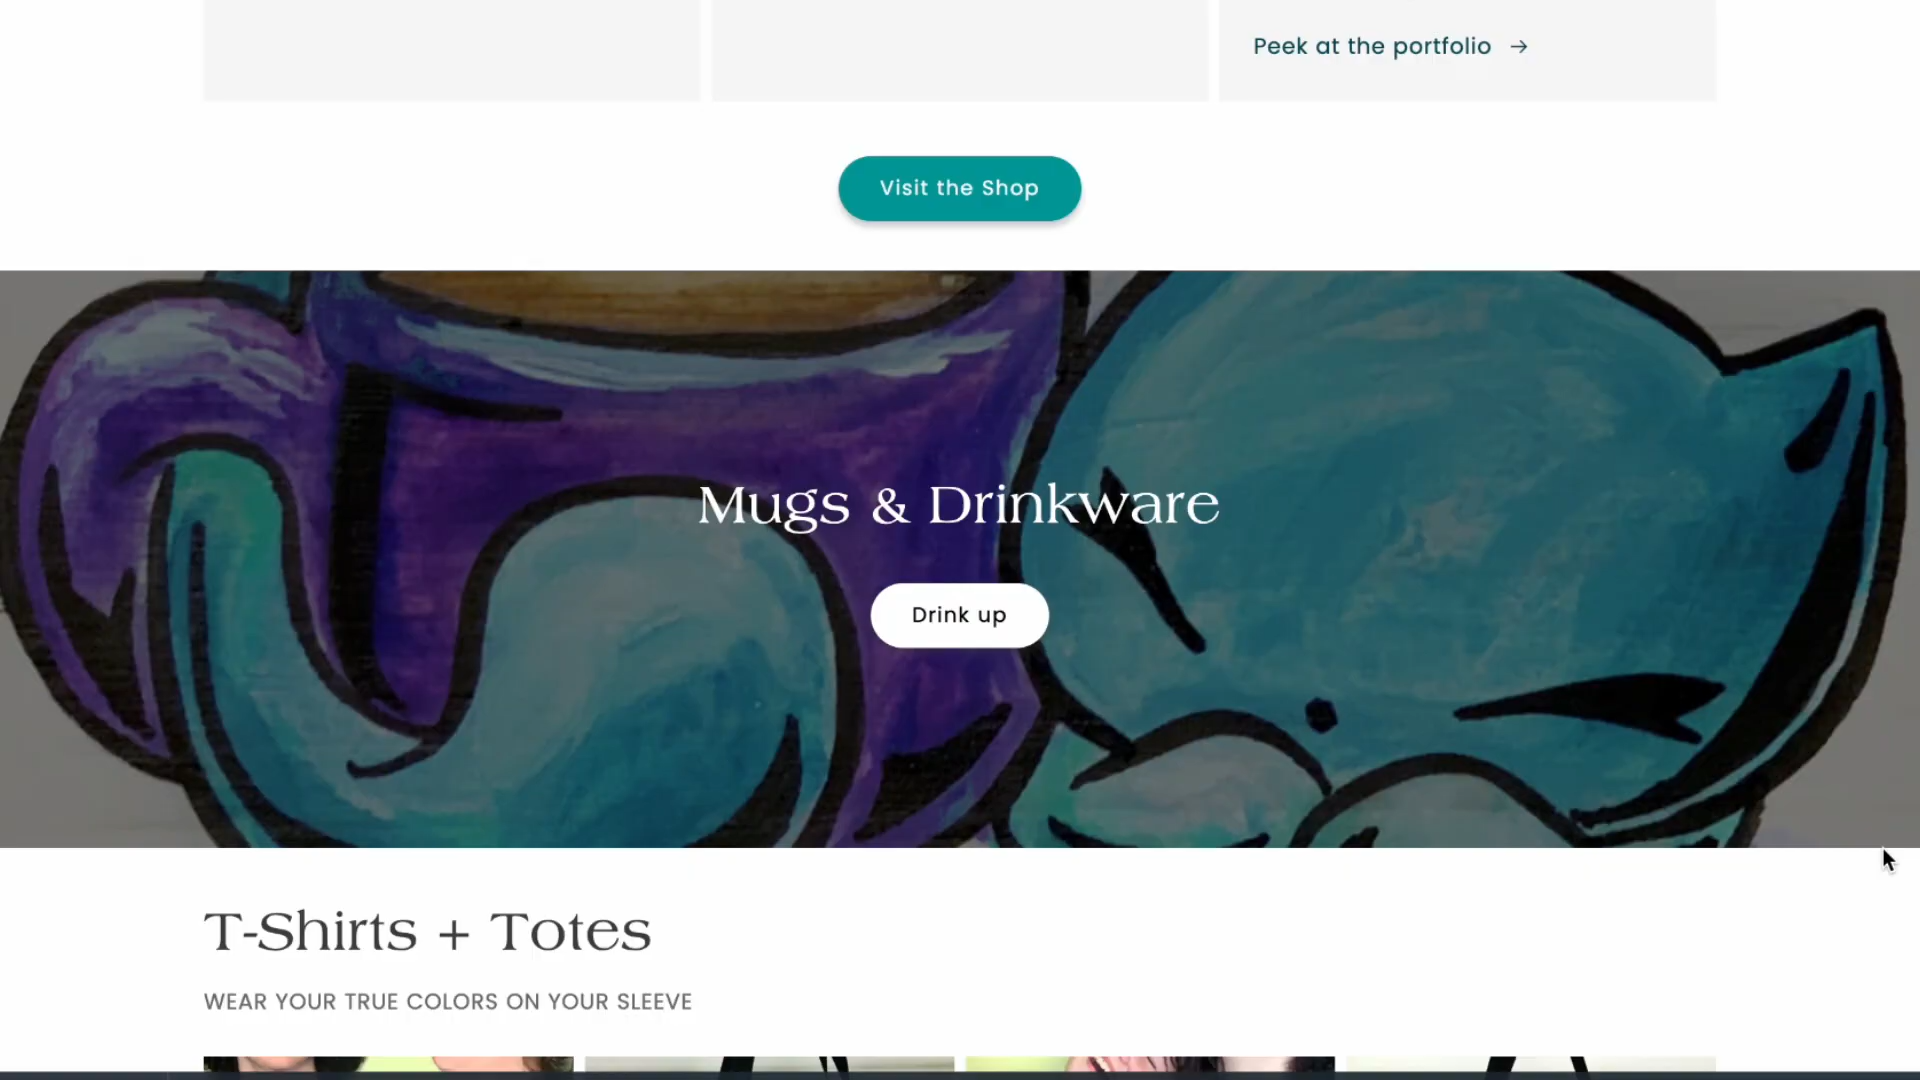 Peek at the portfolio →
Visit the Shop
Mugs & Drinkware
Drink up
T-Shirts + Totes
WEAR YOUR TRUE COLORS ON YOUR SLEEVE